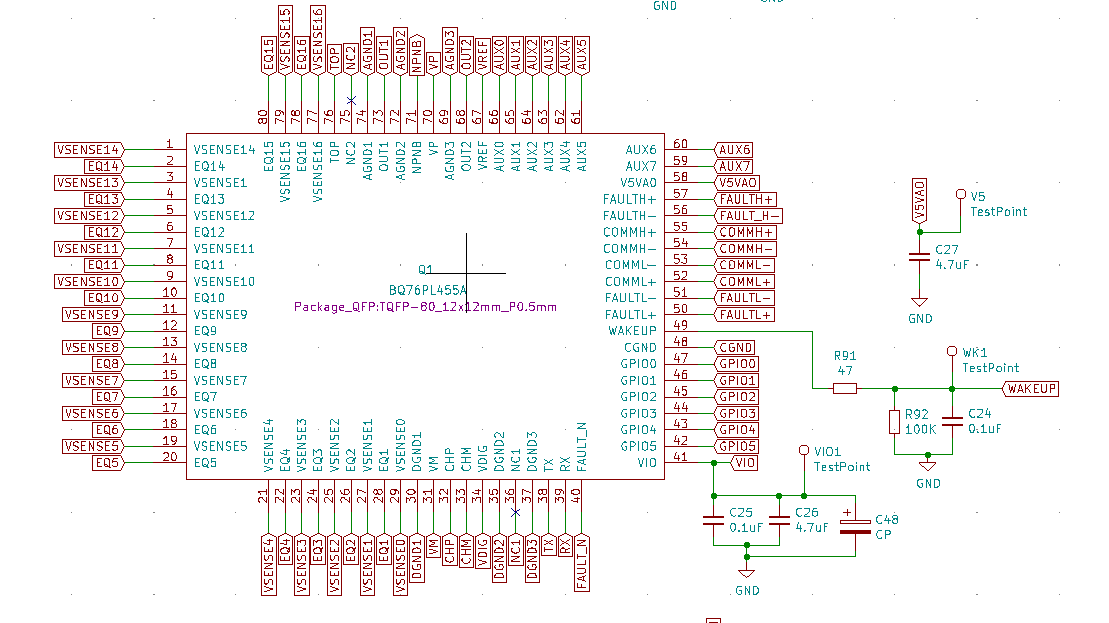 GND
GND
EQ15
VSENSE15
EQ16
VSENSE16
TOP
NC2
AGND1
OUT1
AGND2
NPNB
VP
AGND3
OUT2
VREF
AUX0
AUX1
AUX2
AUX3
AUX4
AUX5
80
79
78
77
76
75
74
73
72
71
70
69
68
67
66
65
64
63
62
61
EQ15
VSENSE15
EQ16
VSENSE16
TOP
NC2
AGND1
OUT1
AGND2
NPNB
VP
AGND3
OUT2
VREF
AUX0
AUX1
AUX2
AUX3
AUX4
AUX5
VSENSE14 1 VSENSE14
EQ14 2 EQ14
VSENSE13 3 VSENSE1
EQ13 4 EQ13
VSENSE12 5 VSENSE12
EQ12 6 EQ12
VSENSE11 7 VSENSE11
EQ11 8 EQ11
VSENSE10 9 VSENSE10
EQ10 10 EQ10
VSENSE9 11 VSENSE9
EQ9 12 EQ9
VSENSE8 13 VSENSE8
EQ8 14 EQ8
VSENSE7 15 VSENSE7
EQ7 16 EQ7
VSENSE6 17 VSENSE6
EQ6 18 EQ6
VSENSE5 19 VSENSE5
EQ5 20 EQ5
Q1
BQ76PL455A
Package_QFP:TQFP-80_12x12mm_P0.5mm
AUX6 60 AUX6
AUX7 59 AUX7
V5VAO 58 V5VAO
FAULTH+ 57 FAULTH+
FAULTH- 56 FAULT_H-
COMMH+ 55 COMMH+
COMMH- 54 COMMH-
COMML- 53 COMML-
COMML+ 52 COMML+
FAULTL- 51 FAULTL-
FAULTL+ 50 FAULTL+
WAKEUP 49
CGND 48 CGND
GPIO0 47 GPIO0
GPIO1 46 GPIO1
GPIO2 45 GPIO2
GPIO3 44 GPIO3
GPIO4 43 GPIO4
GPIO5 42 GPIO5
VIO 41 VIO
VSENSE4
EQ4
VSENSE3
EQ3
VSENSE2
EQ2
VSENSE1
EQ1
VSENSE0
DGND1
VM
CHP
CHM
VDIG
DGND2
NC1
DGND3
TX
RX
FAULT_N
21
22
23
24
25
26
27
28
29
30
31
32
33
34
35
36
37
38
39
40
VSENSE4
EQ4
VSENSE3
EQ3
VSENSE2
EQ2
VSENSE1
EQ1
VSENSE0
DGND1
VM
CHP
CHM
VDIG
DGND2
NC1
DGND3
TX
RX
FAULT_N
V5VAO
V5
TestPoint
C27
4.7uF
GND
R91
47
WK1
TestPoint
WAKEUP
R92
100K
C24
0.1uF
GND
VIO1
TestPoint
C25
0.1uF
C26
4.7uF
+
C48
CP
GND